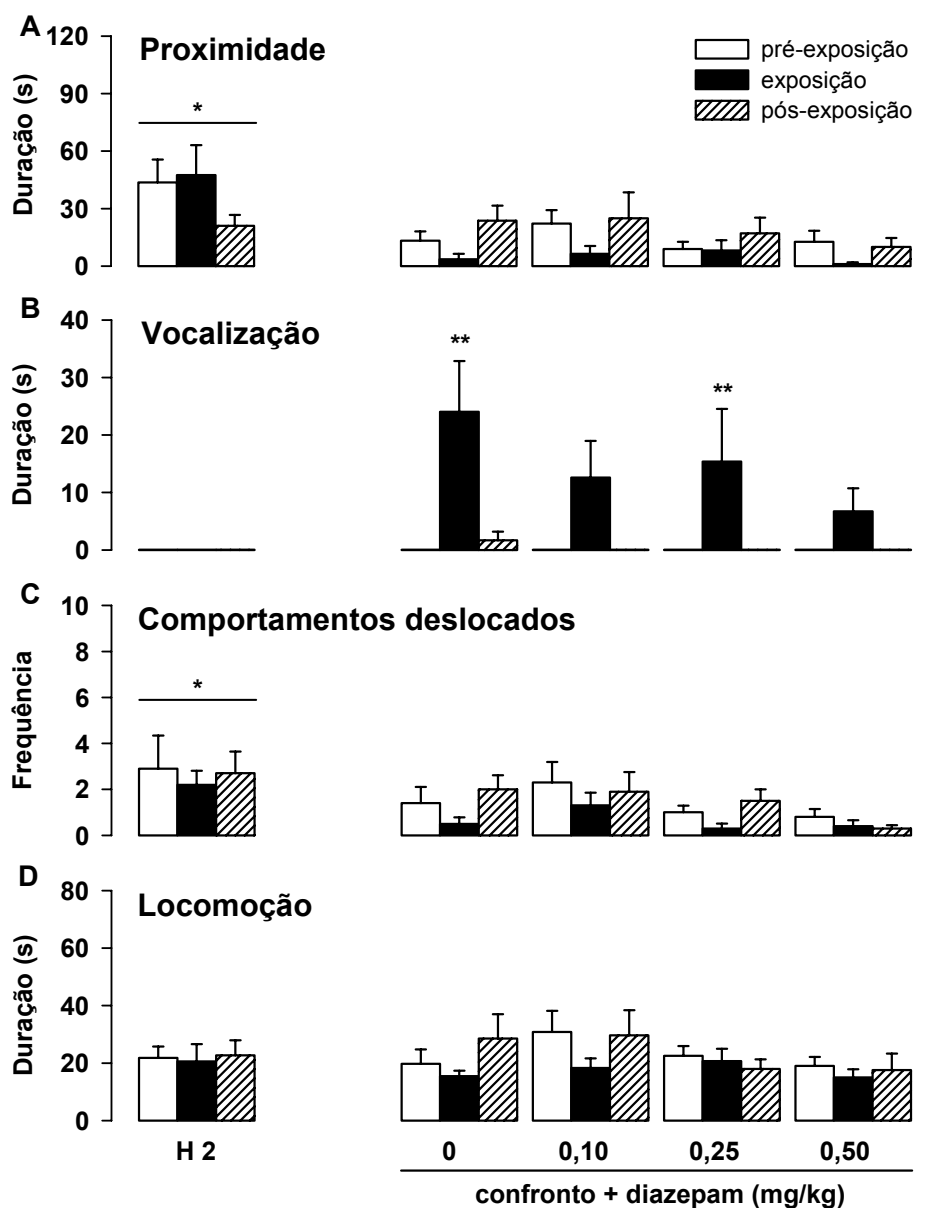 A
Proximidade
pré-exposição
exposição
pós-exposição
Duração (s)
120
90
60
30
0
*
B
Vocalização
Duração (s)
40
30
20
10
0
**
**
C
Comportamentos deslocados
Frequência
10
8
6
4
2
0
*
D
Locomoção
Duração (s)
80
60
40
20
0
H 2
0
0,10
0,25
0,50
confronto + diazepam (mg/kg)